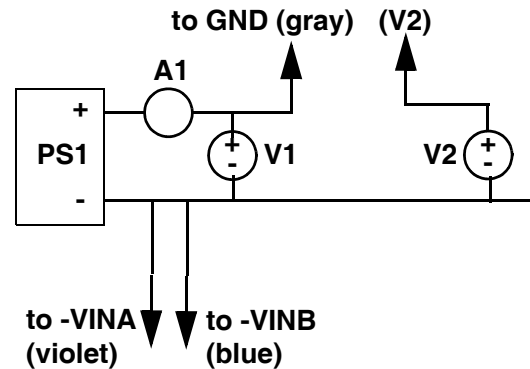 to GND (gray) (V2)
A1
+
PS1
-
+
-
V1
V2
+
-
to -VINA
(violet)
to -VINB
(blue)